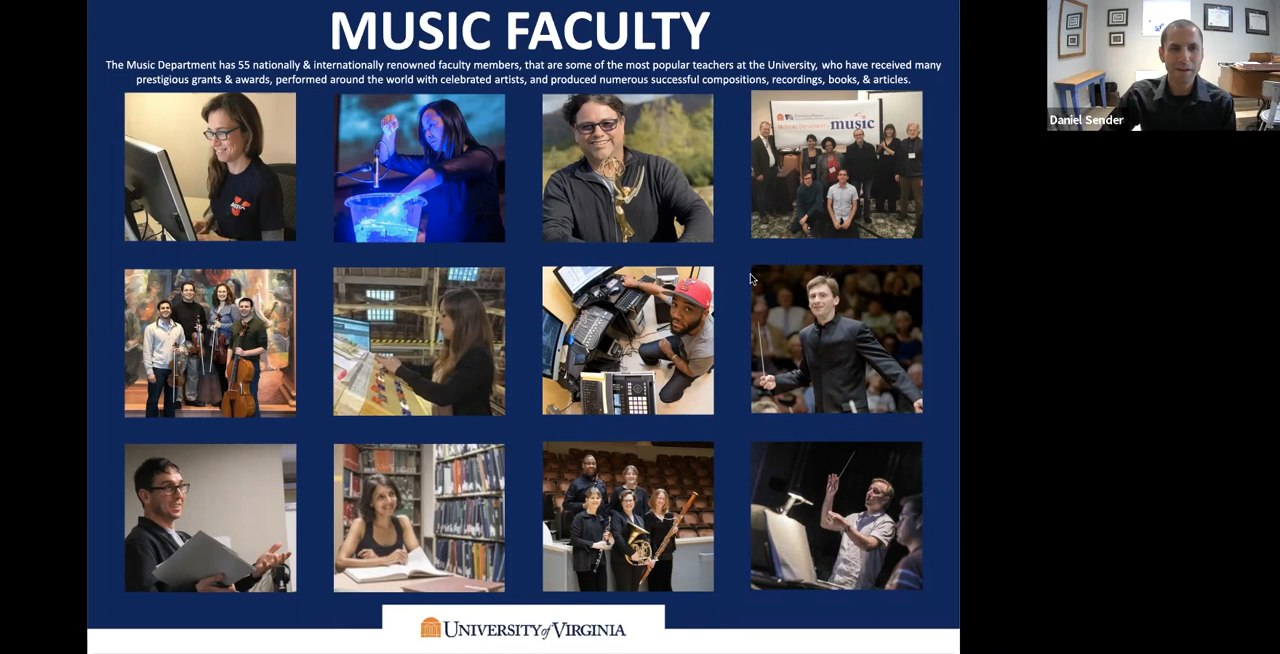 MUSIC FACULTY
The Music Department has 55 nationally & internationally renowned faculty members, that are some of the most popular teachers at the University, who have received many
prestigious grants & awards, performed around the world with celebrated artists, and produced numerous successful compositions, recordings, books, & articles.
Daniel Sender
music
UNIVERSITY of VIRGINIA